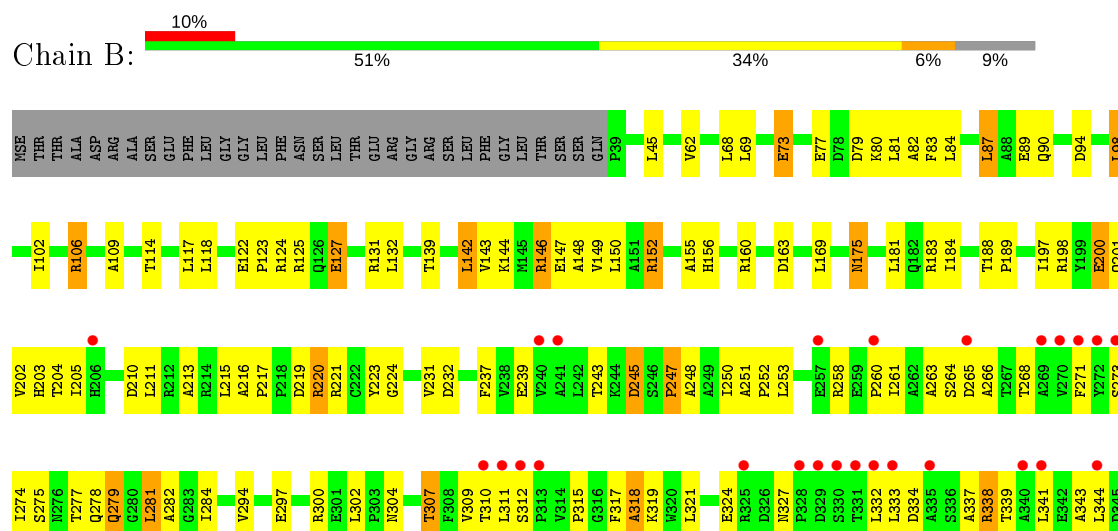 10%
Chain B:
51% 34% 6% 9%
MSE THR THR ALA ASP ARG ALA SER GLU PHE LEU GLY GLY LEU PHE ASN SER LEU THR GLU ARG GLY ARG SER LEU PHE GLY LEU THR SER SER GLN P39 L45 V62 L68 L69 E73 E77 D78 D79 K80 L81 A82 F83 L84 L87 A88 E89 Q90 D94 L98
I102 R106 A109 T114 L117 L118 E122 P123 R124 R125 Q126 E127 R131 L132 T139 L142 V143 K144 M145 R146 E147 A148 V149 L150 A151 R152 A155 H156 R160 D163 L169 N175 L181 Q182 R183 I184 T188 P189 I197 R198 Y199 E200
V202 H203 T204 I205 H206 D210 L211 R212 A213 R214 L215 A216 P217 P218 D219 R220 R221 C222 Y223 G224 V231 D232 F237 V238 E239 V240 A241 L242 T243 K244 D245 S246 P247 A248 A249 I250 A251 P252 L253 E257 R258 E259 P260 I261 A262 A263 S264 D265 A266 T267 T268 A269 V270 F271 Y272 S273
I274 S275 N276 T277 Q278 Q279 G280 L281 A282 G283 I284 V294 E297 R300 E301 L302 P303 N304 T307 F308 V309 T310 L311 S312 P313 V314 P315 G316 F317 A318 K319 W320 L321 E324 R325 D326 N327 P328 D329 S330 T331 L332 L333 D334 A335 S336 A337 R338 T339 A340 L341 E342 A343 L344